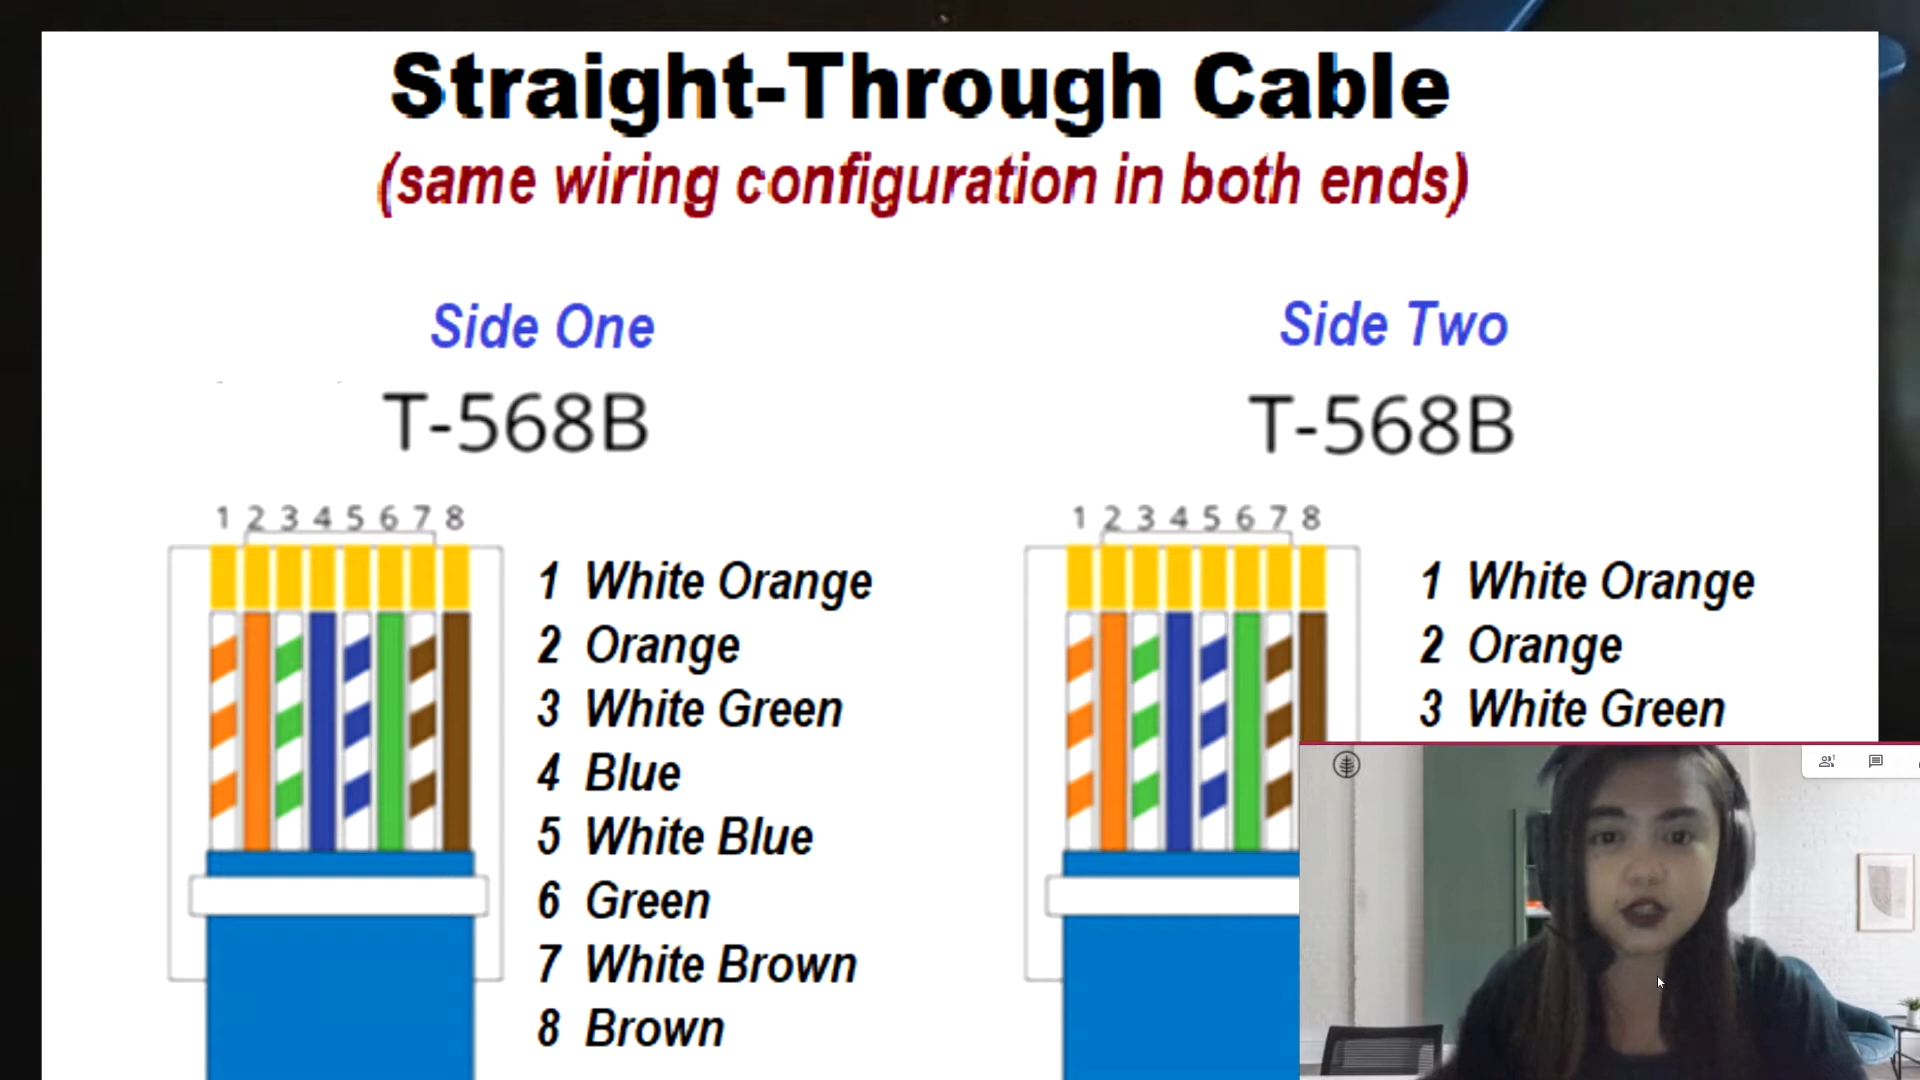 Straight-Through Cable
(same wiring configuration in both ends)
Side One
T-568B
1 2 3 4 5 6 7 8
1 White Orange
2 Orange
3 White Green
4 Blue
5 White Blue
6 Green
7 White Brown
8 Brown
Side Two
T-568B
1 2 3 4 5 6 7 8
1 White Orange
2 Orange
3 White Green